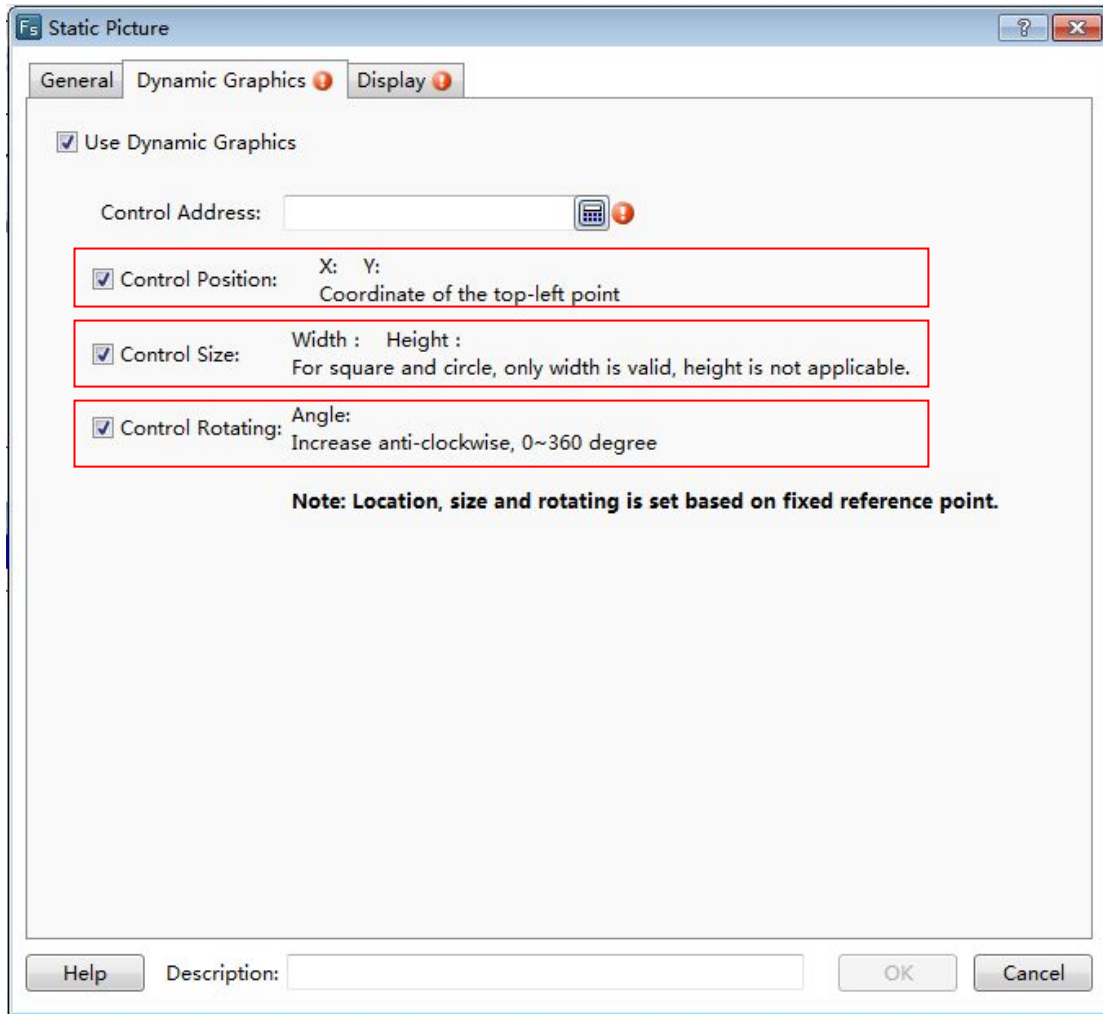 Fs Static Picture
General Dynamic Graphics Display
Use Dynamic Graphics
Control Address:
Control Position: X: Y:
Coordinate of the top-left point
Control Size: Width : Height :
For square and circle, only width is valid, height is not applicable.
Control Rotating: Angle:
Increase anti-clockwise, 0~360 degree
Note: Location, size and rotating is set based on fixed reference point.
Help Description: OK Cancel